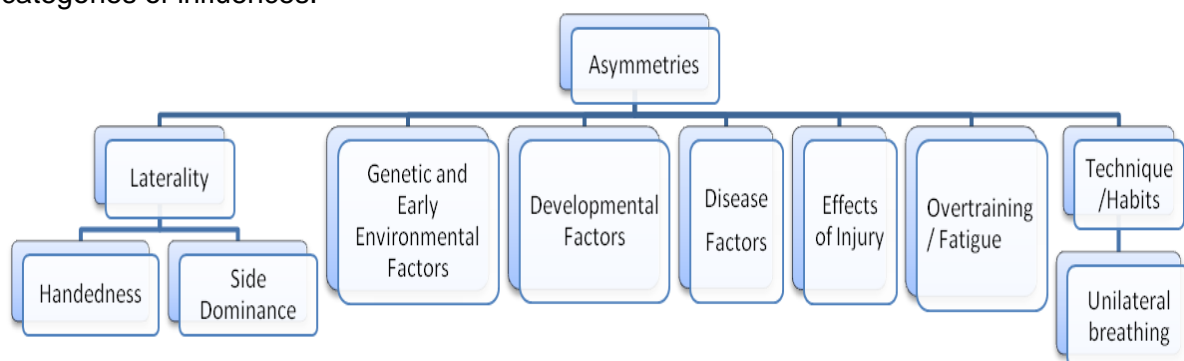 categories of influences.
Asymmetries
Laterality
Genetic and
Early
Environmental
Factors
Developmental
Factors
Disease
Factors
Effects
of Injury
Overtraining
/ Fatigue
Technique
/Habits
Handedness
Side
Dominance
Unilateral
breathing